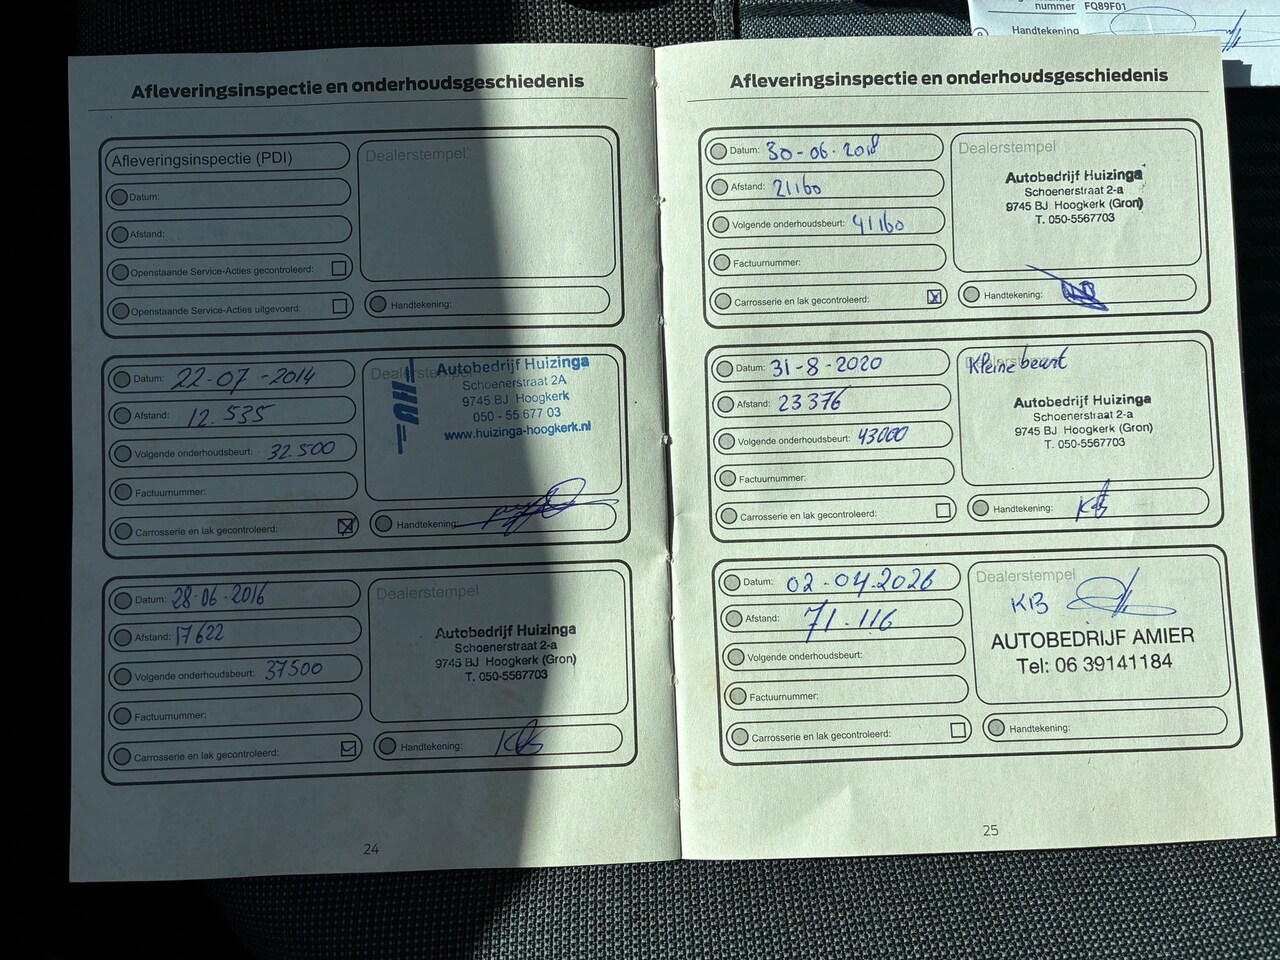 nummer FQ89F01
Handtekening
Afleveringsinspectie en onderhoudsgeschiedenis
Afleveringsinspectie (PDI)
Dealerstempel:
Datum:
Afstand:
Openstaande Service-Acties gecontroleerd:
Openstaande Service-Acties uitgevoerd:
Handtekening:
Datum: 22-07-2014
Afstand: 12.535
Volgende onderhoudsbeurt: 32.500
Factuurnummer:
Carrosserie en lak gecontroleerd:
Dealerstempel
Autobedrijf Huizinga
Schoenerstraat 2A
9745 BJ Hoogkerk
050 - 55 677 03
www.huizinga-hoogkerk.nl
Handtekening:
Datum: 28-06-2016
Afstand: 17622
Volgende onderhoudsbeurt: 37500
Factuurnummer:
Carrosserie en lak gecontroleerd:
Dealerstempel
Autobedrijf Huizinga
Schoenerstraat 2-a
9745 BJ Hoogkerk (Gron)
T. 050-5567703
Handtekening:
24
Afleveringsinspectie en onderhoudsgeschiedenis
Datum: 30-06-2018
Afstand: 21160
Volgende onderhoudsbeurt: 41160
Factuurnummer:
Carrosserie en lak gecontroleerd:
Dealerstempel
Autobedrijf Huizinga
Schoenerstraat 2-a
9745 BJ Hoogkerk (Gron)
T. 050-5567703
Handtekening:
Datum: 31-8-2020
Afstand: 23376
Volgende onderhoudsbeurt: 43000
Factuurnummer:
Carrosserie en lak gecontroleerd:
Dealerstempel
Kleine beurt
Autobedrijf Huizinga
Schoenerstraat 2-a
9745 BJ Hoogkerk (Gron)
T. 050-5567703
Handtekening:
Datum: 02-04-2026
Afstand: 71.116
Volgende onderhoudsbeurt:
Factuurnummer:
Carrosserie en lak gecontroleerd:
Dealerstempel
KB
AUTOBEDRIJF AMIER
Tel: 06 39141184
Handtekening:
25